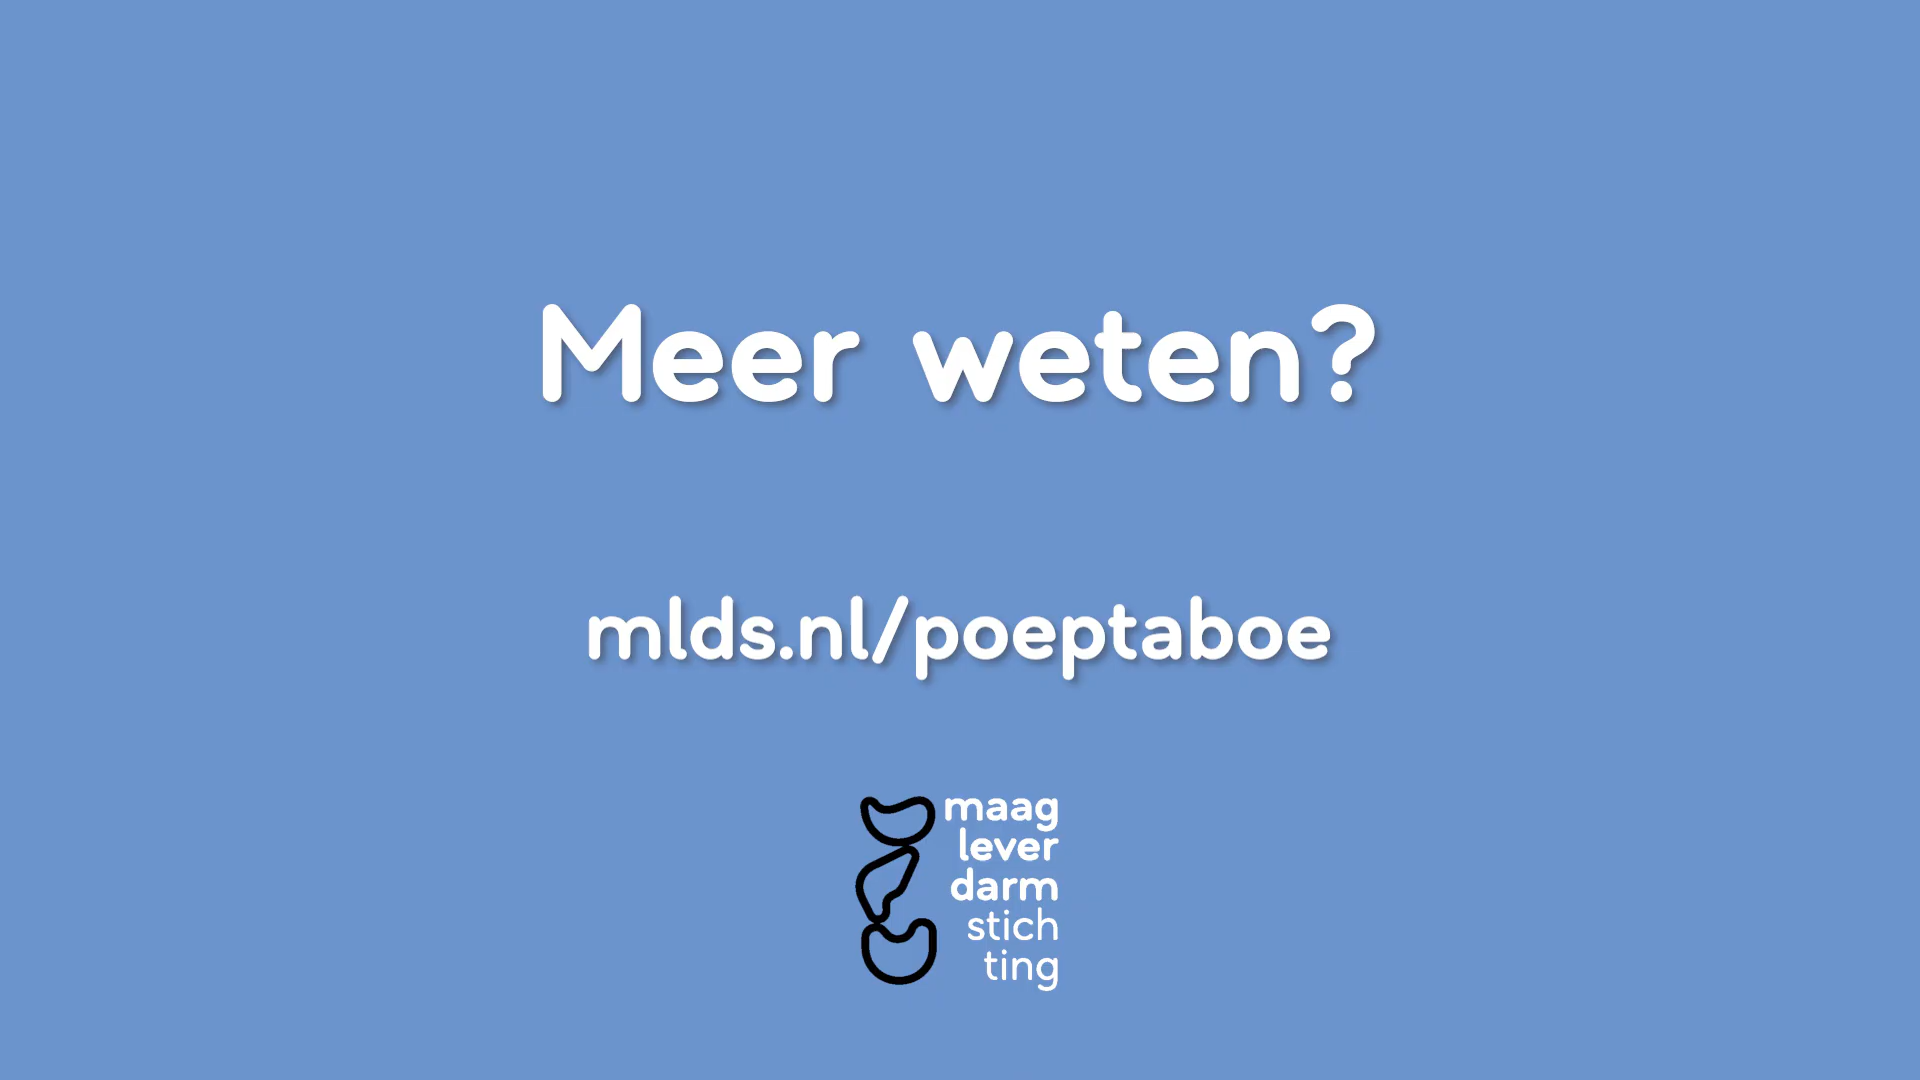 Meer weten?
mlds.nl/poeptaboe
maag
lever
darm
stich
ting